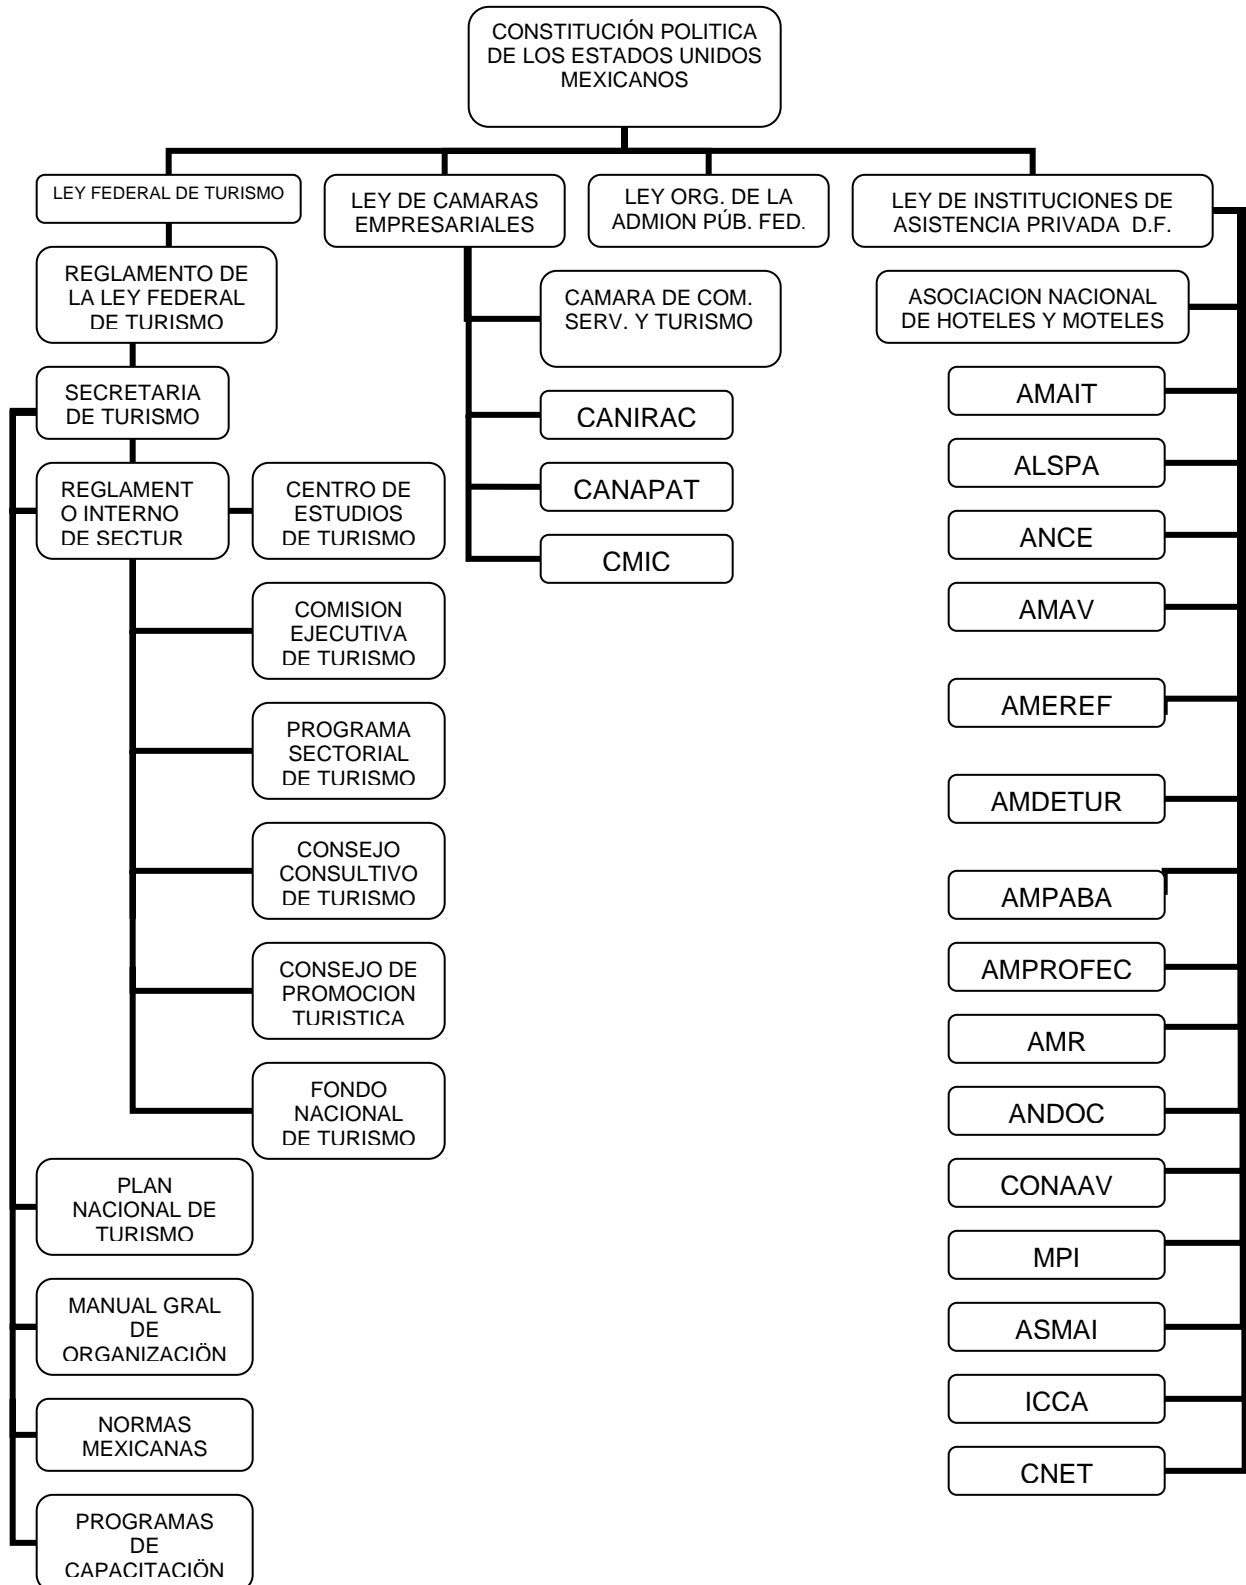 CONSTITUCIÓN POLITICA
DE LOS ESTADOS UNIDOS
MEXICANOS
LEY FEDERAL DE TURISMO
LEY DE CAMARAS
EMPRESARIALES
LEY ORG. DE LA
ADMION PÚB. FED.
LEY DE INSTITUCIONES DE
ASISTENCIA PRIVADA D.F.
REGLAMENTO DE
LA LEY FEDERAL
DE TURISMO
SECRETARIA
DE TURISMO
REGLAMENT
O INTERNO
DE SECTUR
CENTRO DE
ESTUDIOS
DE TURISMO
COMISION
EJECUTIVA
DE TURISMO
PROGRAMA
SECTORIAL
DE TURISMO
CONSEJO
CONSULTIVO
DE TURISMO
CONSEJO DE
PROMOCION
TURISTICA
FONDO
NACIONAL
DE TURISMO
PLAN
NACIONAL DE
TURISMO
MANUAL GRAL
DE
ORGANIZACIÖN
NORMAS
MEXICANAS
PROGRAMAS
DE
CAPACITACIÖN
CAMARA DE COM.
SERV. Y TURISMO
CANIRAC
CANAPAT
CMIC
ASOCIACION NACIONAL
DE HOTELES Y MOTELES
AMAIT
ALSPA
ANCE
AMAV
AMEREF
AMDETUR
AMPABA
AMPROFEC
AMR
ANDOC
CONAAV
MPI
ASMAI
ICCA
CNET